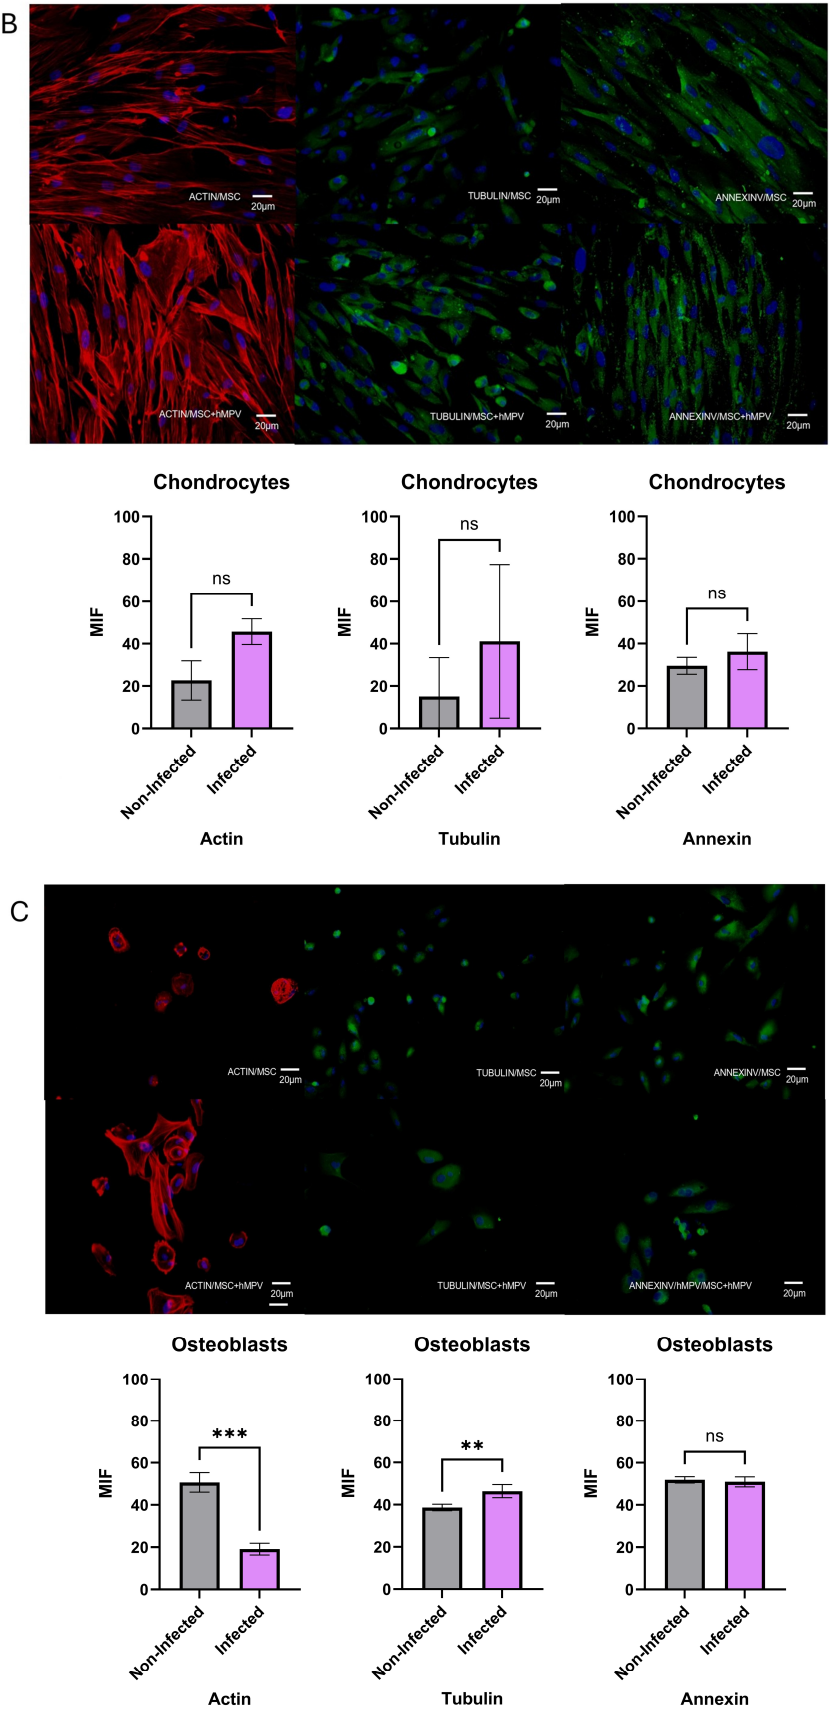 B
ACTIN/MSC
20μm
TUBULIN/MSC
20μm
ANNEXINV/MSC
20μm
ACTIN/MSC+hMPV
20μm
TUBULIN/MSC+hMPV
20μm
ANNEXINV/MSC+hMPV
20μm
Chondrocytes
Chondrocytes
Chondrocytes
100
80
60
40
20
0
MIF
ns
Non-Infected
Infected
Actin
100
80
60
40
20
0
MIF
ns
Non-Infected
Infected
Tubulin
100
80
60
40
20
0
MIF
ns
Non-Infected
Infected
Annexin
C
ACTIN/MSC
20μm
TUBULIN/MSC
20μm
ANNEXINV/MSC
20μm
ACTIN/MSC+hMPV
20μm
TUBULIN/MSC+hMPV
20μm
ANNEXINV/hMPV/MSC+hMPV
20μm
Osteoblasts
Osteoblasts
Osteoblasts
100
80
60
40
20
0
MIF
***
Non-Infected
Infected
Actin
100
80
60
40
20
0
MIF
**
Non-Infected
Infected
Tubulin
100
80
60
40
20
0
MIF
ns
Non-Infected
Infected
Annexin